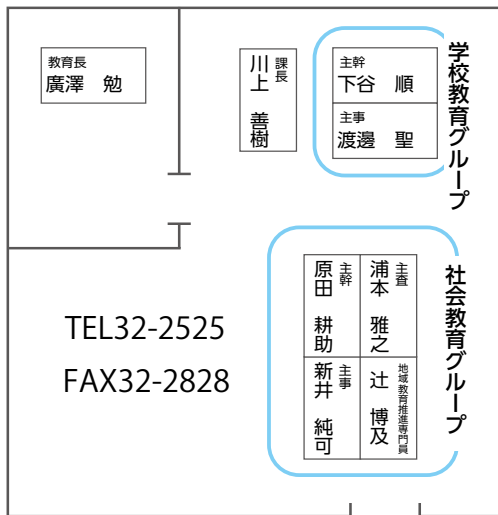 教育長
廣澤　勉
課長
川上　善樹
主幹
下谷　順
主事
渡邊　聖
学校教育グループ
主幹
原田　耕助
主査
浦本　雅之
主事
新井　純可
地域教育推進専門員
辻　博及
社会教育グループ
TEL32-2525
FAX32-2828